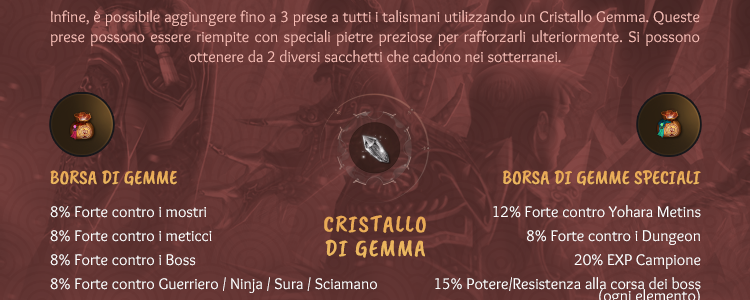 Infine, è possibile aggiungere fino a 3 prese a tutti i talismani utilizzando un Cristallo Gemma. Queste
prese possono essere riempite con speciali pietre preziose per rafforzarli ulteriormente. Si possono
ottenere da 2 diversi sacchetti che cadono nei sotterranei.
BORSA DI GEMME
8% Forte contro i mostri
8% Forte contro i meticci
8% Forte contro i Boss
8% Forte contro Guerriero / Ninja / Sura / Sciamano
CRISTALLO
DI GEMMA
BORSA DI GEMME SPECIALI
12% Forte contro Yohara Metins
8% Forte contro i Dungeon
20% EXP Campione
15% Potere/Resistenza alla corsa dei boss
(ogni elemento)